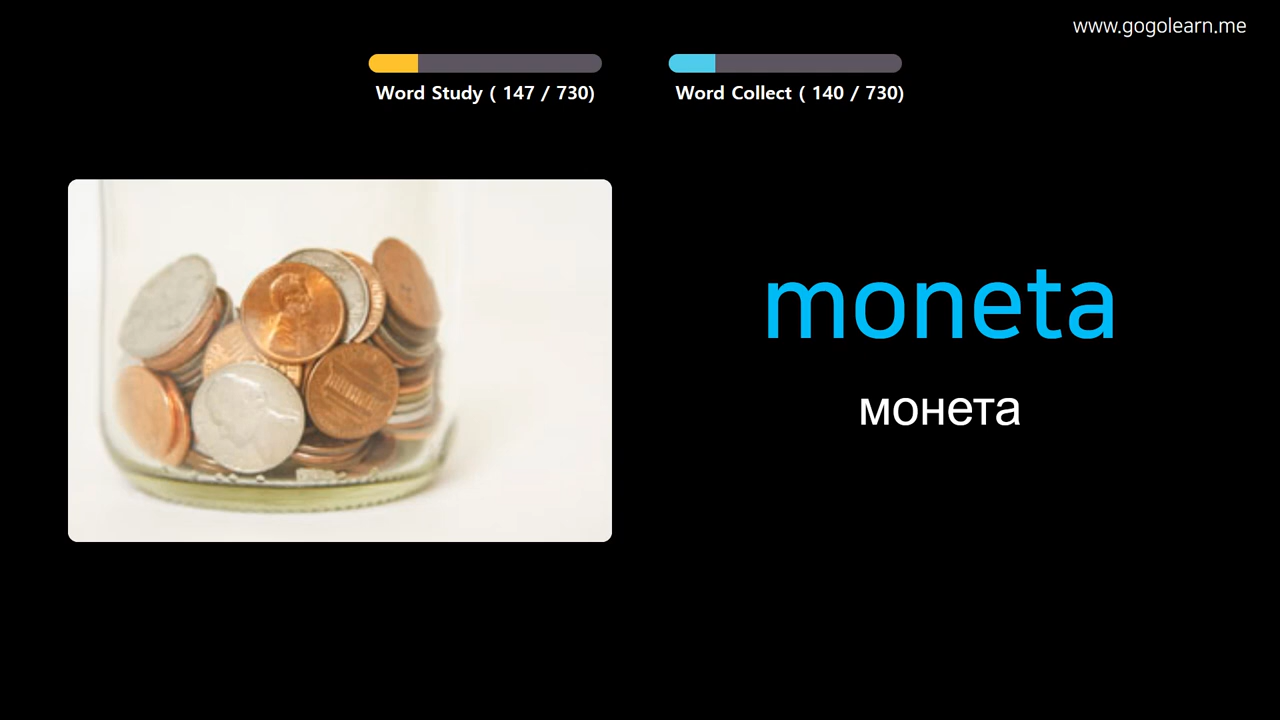 www.gogolearn.me
Word Study ( 147 / 730)
Word Collect ( 140 / 730)
moneta
монета